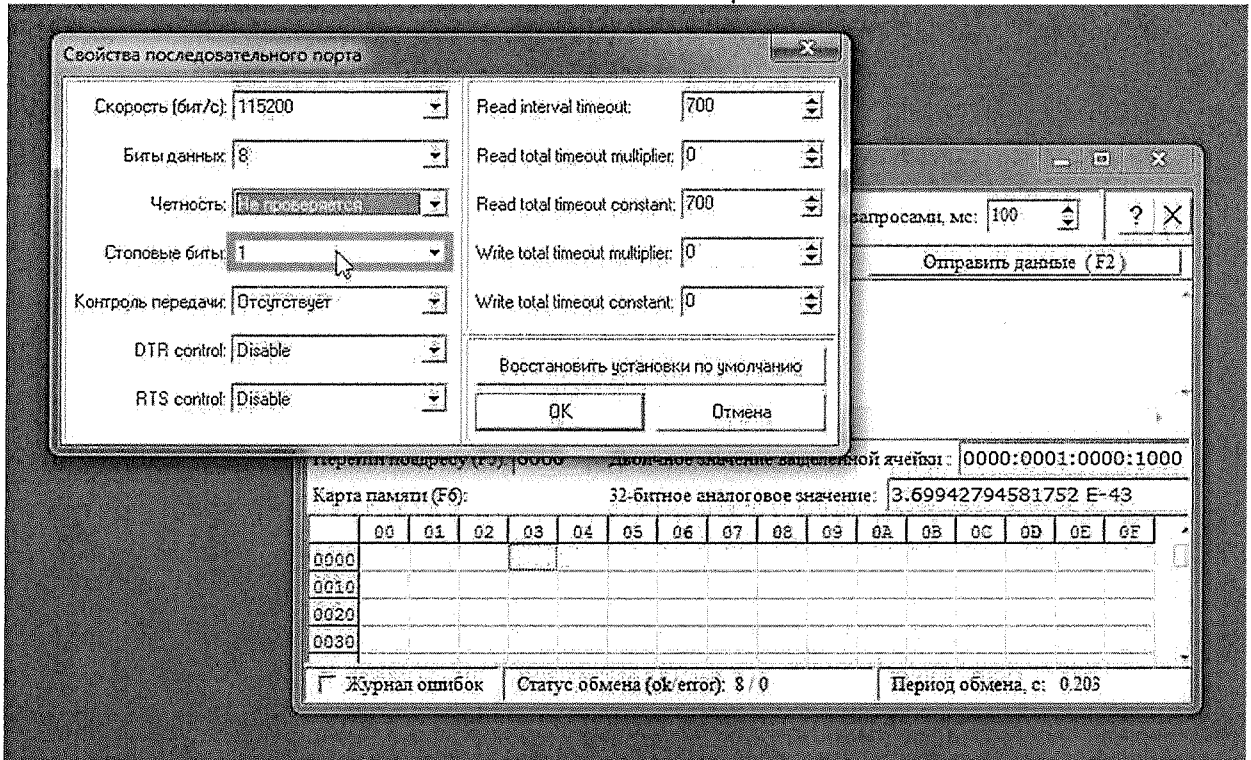 Свойства последовательного порта
Скорость (бит/с): 115200
Биты данных: 8
Четность: Не проверяется
Стоповые биты: 1
Контроль передачи: Отсутствует
DTR control: Disable
RTS control: Disable
Read interval timeout: 700
Read total timeout multiplier: 0
Read total timeout constant: 700
Write total timeout multiplier: 0
Write total timeout constant: 0
Восстановить установки по умолчанию
OK
Отмена
запросами, мс: 100
? X
Отправить данные (F2)
ячейки: 0000:0001:0000:1000
Карта памяти (F6):
32-битное аналоговое значение: 3.69942794581752 E-43
00 01 02 03 04 05 06 07 08 09 0A 0B 0C 0D 0E 0F
0000
0010
0020
0030
Журнал ошибок
Статус обмена (ok/error): 8 / 0
Период обмена, с: 0.203